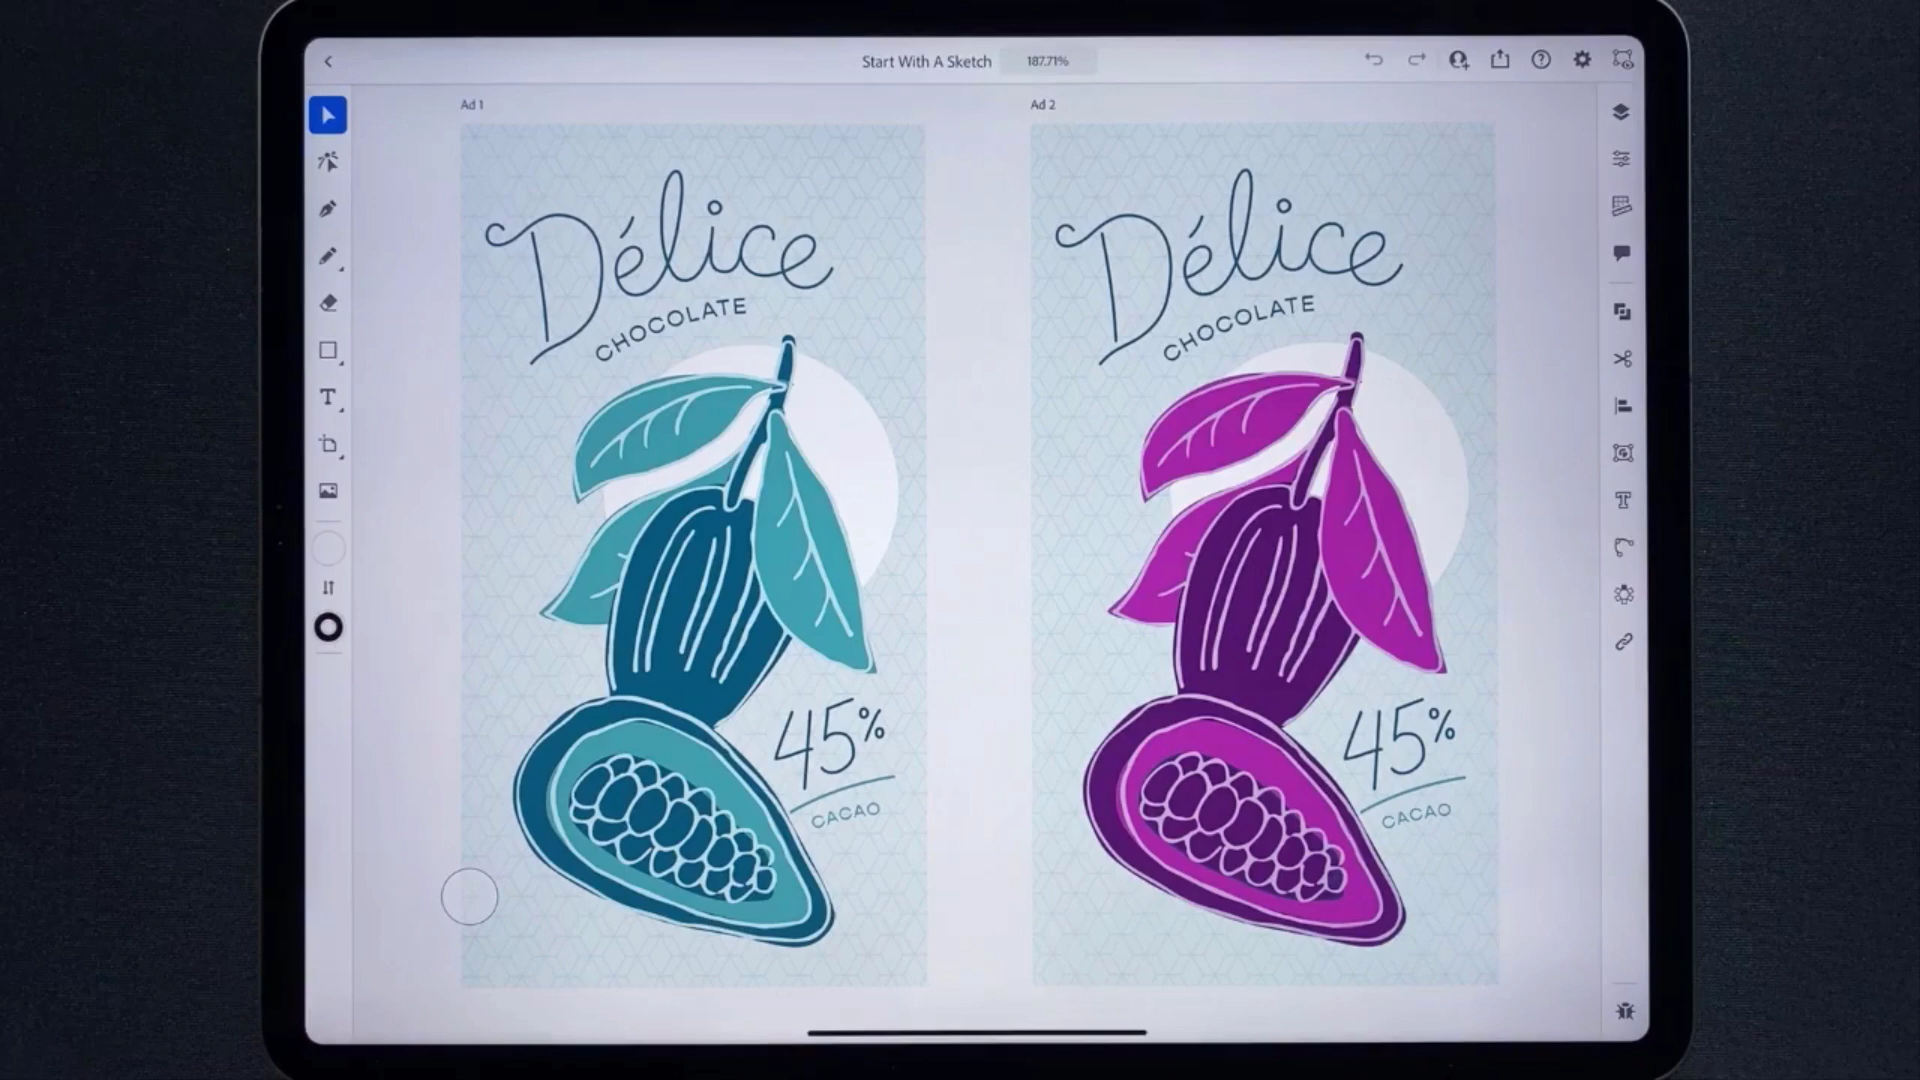 Start With A Sketch 187.71%
Ad 1
Délice
CHOCOLATE
45%
CACAO
Ad 2
Délice
CHOCOLATE
45%
CACAO